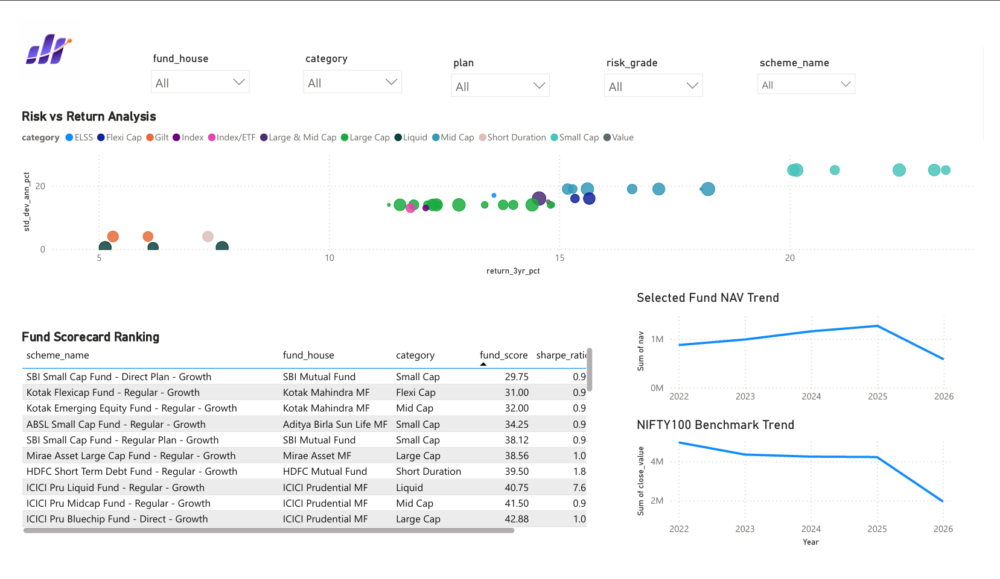 fund_house
category
plan
risk_grade
scheme_name
All
All
All
All
All
Risk vs Return Analysis
category ELSS Flexi Cap Gilt Index Index/ETF Large & Mid Cap Large Cap Liquid Mid Cap Short Duration Small Cap Value
std_dev_ann_pct
20
0
5 10 15 20
return_3yr_pct
Fund Scorecard Ranking
scheme_name fund_house category fund_score sharpe_ratio
SBI Small Cap Fund - Direct Plan - Growth SBI Mutual Fund Small Cap 29.75 0.9
Kotak Flexicap Fund - Regular - Growth Kotak Mahindra MF Flexi Cap 31.00 0.9
Kotak Emerging Equity Fund - Regular - Growth Kotak Mahindra MF Mid Cap 32.00 0.9
ABSL Small Cap Fund - Regular - Growth Aditya Birla Sun Life MF Small Cap 34.25 0.9
SBI Small Cap Fund - Regular Plan - Growth SBI Mutual Fund Small Cap 38.12 0.9
Mirae Asset Large Cap Fund - Regular - Growth Mirae Asset MF Large Cap 38.56 1.0
HDFC Short Term Debt Fund - Regular - Growth HDFC Mutual Fund Short Duration 39.50 1.8
ICICI Pru Liquid Fund - Regular - Growth ICICI Prudential MF Liquid 40.75 7.6
ICICI Pru Midcap Fund - Regular - Growth ICICI Prudential MF Mid Cap 41.50 0.9
ICICI Pru Bluechip Fund - Direct - Growth ICICI Prudential MF Large Cap 42.88 1.0
Selected Fund NAV Trend
Sum of nav
1M
0M
2022 2023 2024 2025 2026
NIFTY100 Benchmark Trend
Sum of close_value
4M
2M
2022 2023 2024 2025 2026
Year